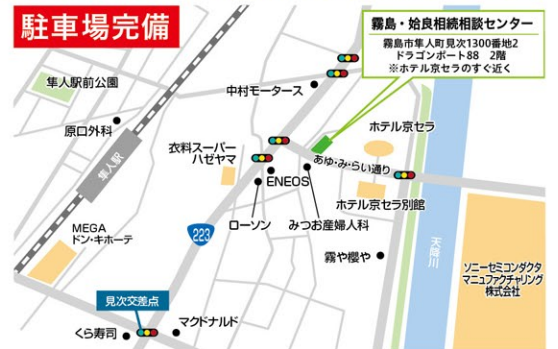 駐車場完備
霧島・姶良相続相談センター
霧島市隼人町見次1300番地2
ドラゴンポート88　2階
※ホテル京セラのすぐ近く
隼人駅前公園
中村モータース
原口外科
隼人駅
衣料スーパー
ハゼヤマ
ホテル京セラ
あゆ・み・らい通り
ENEOS
ローソン
みつお産婦人科
ホテル京セラ別館
223
MEGA
ドン・キホーテ
霧や櫻や
天降川
ソニーセミコンダクタ
マニュファクチャリング
株式会社
見次交差点
くら寿司
マクドナルド